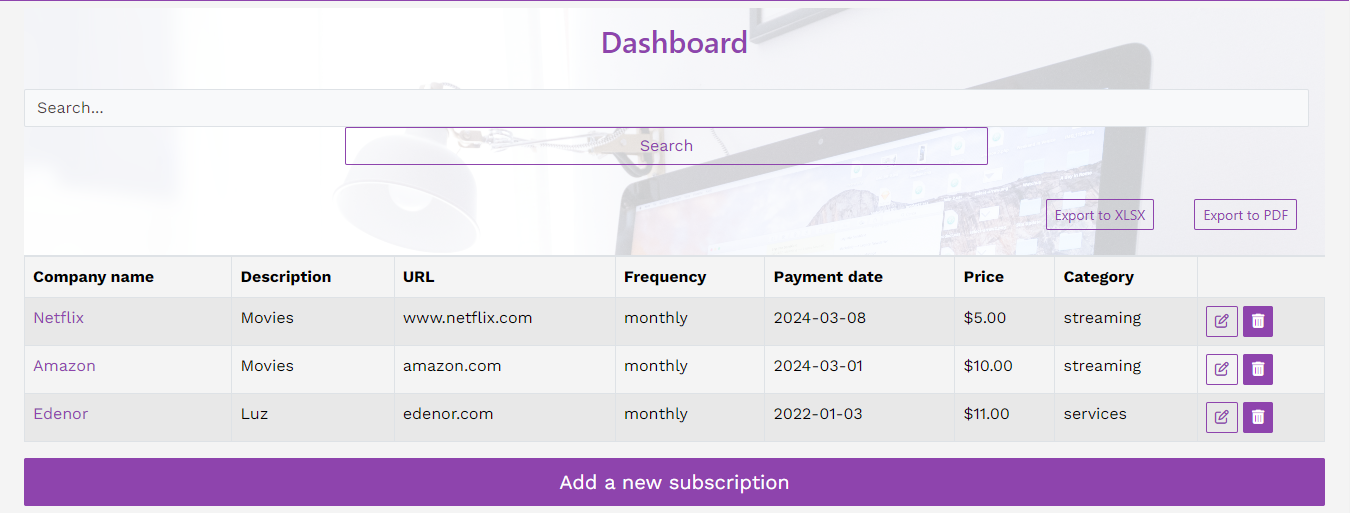 Dashboard
Search...
Search
Export to XLSX Export to PDF
Company name Description URL Frequency Payment date Price Category
Netflix Movies www.netflix.com monthly 2024-03-08 $5.00 streaming
Amazon Movies amazon.com monthly 2024-03-01 $10.00 streaming
Edenor Luz edenor.com monthly 2022-01-03 $11.00 services
Add a new subscription